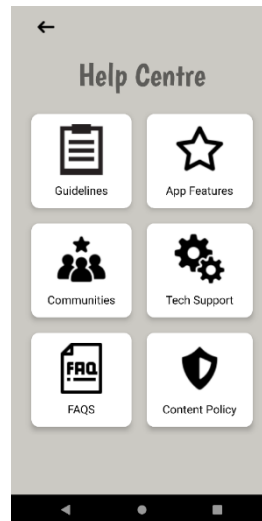 Help Centre
Guidelines
App Features
Communities
Tech Support
FAQ
FAQS
Content Policy